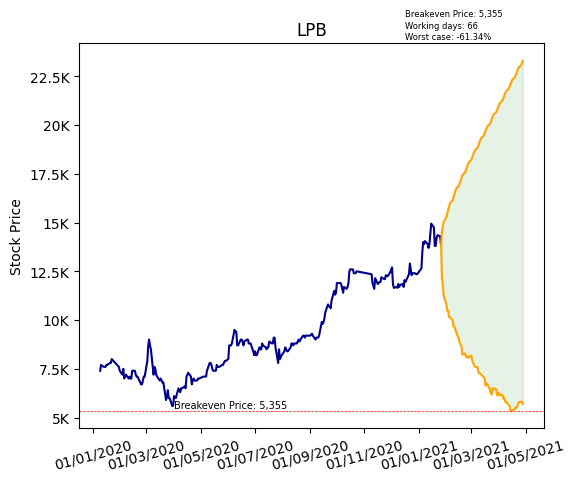 Breakeven Price: 5,355
Working days: 66
Worst case: -61.34%
LPB
Stock Price
22.5K
20K
17.5K
15K
12.5K
10K
7.5K
5K
Breakeven Price: 5,355
01/01/2020
01/03/2020
01/05/2020
01/07/2020
01/09/2020
01/11/2020
01/01/2021
01/03/2021
01/05/2021